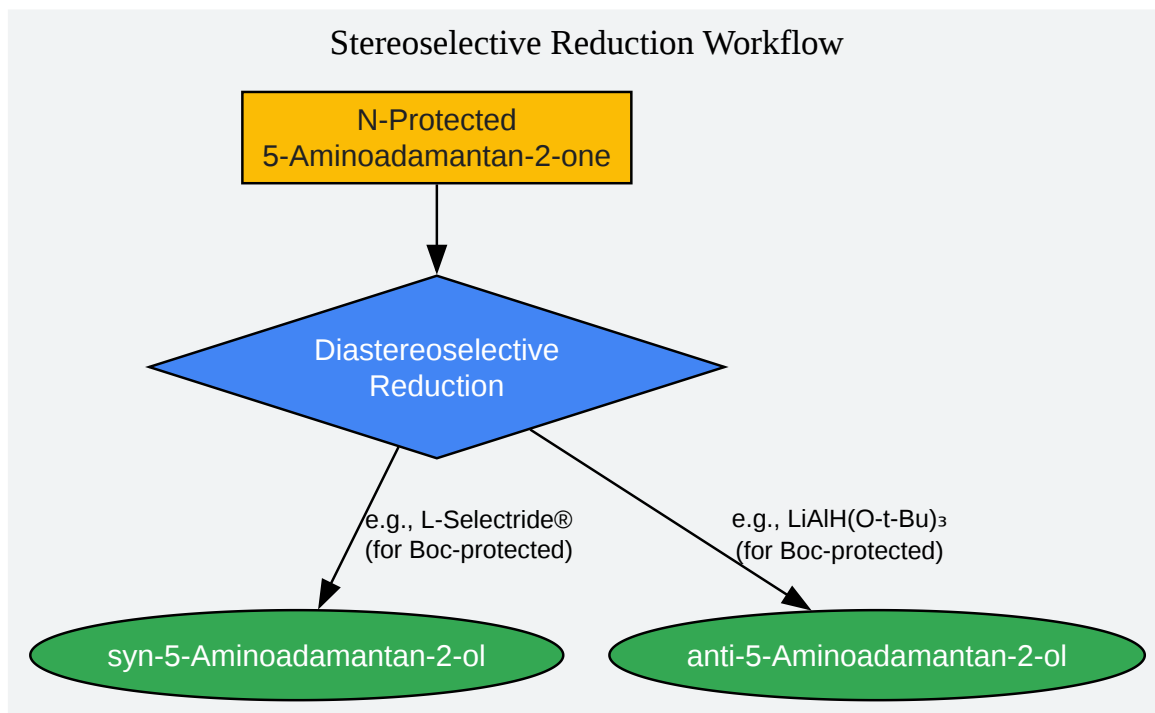 Stereoselective Reduction Workflow
N-Protected
5-Aminoadamantan-2-one
Diastereoselective
Reduction
e.g., L-Selectride®
(for Boc-protected)
e.g., LiAlH(O-t-Bu)₃
(for Boc-protected)
syn-5-Aminoadamantan-2-ol
anti-5-Aminoadamantan-2-ol